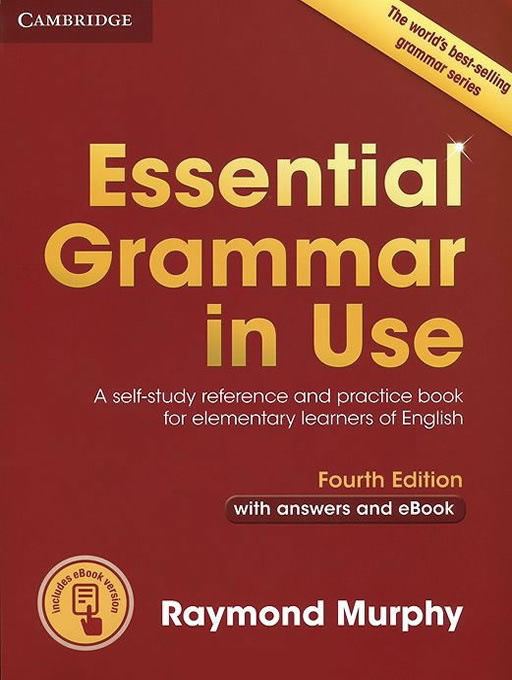 CAMBRIDGE
The world's best-selling
grammar series
Essential
Grammar
in Use
A self-study reference and practice book
for elementary learners of English
Fourth Edition
with answers and eBook
includes eBook version
Raymond Murphy